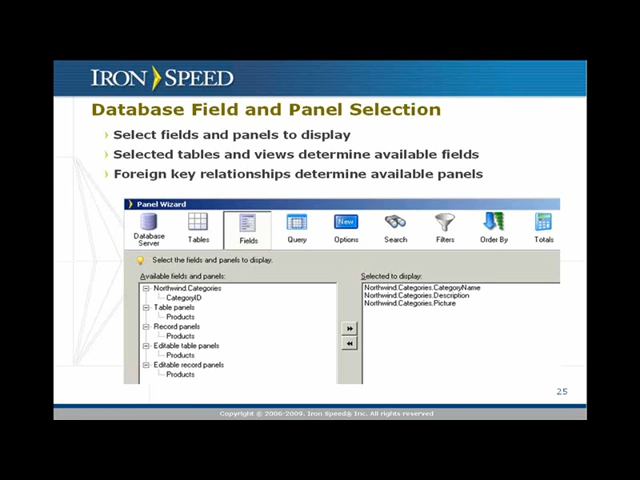 IRON SPEED
Database Field and Panel Selection
Select fields and panels to display
Selected tables and views determine available fields
Foreign key relationships determine available panels
Panel Wizard
Database Server
Tables
Fields
Query
New
Options
Search
Filters
Order By
Totals
Select the fields and panels to display.
Available fields and panels:
Selected to display:
Northwind.Categories
CategoryID
Table panels
Products
Record panels
Products
Editable table panels
Products
Editable record panels
Products
Northwind.Categories.CategoryName
Northwind.Categories.Description
Northwind.Categories.Picture
25
Copyright © 2006-2009. Iron Speed® Inc. All rights reserved